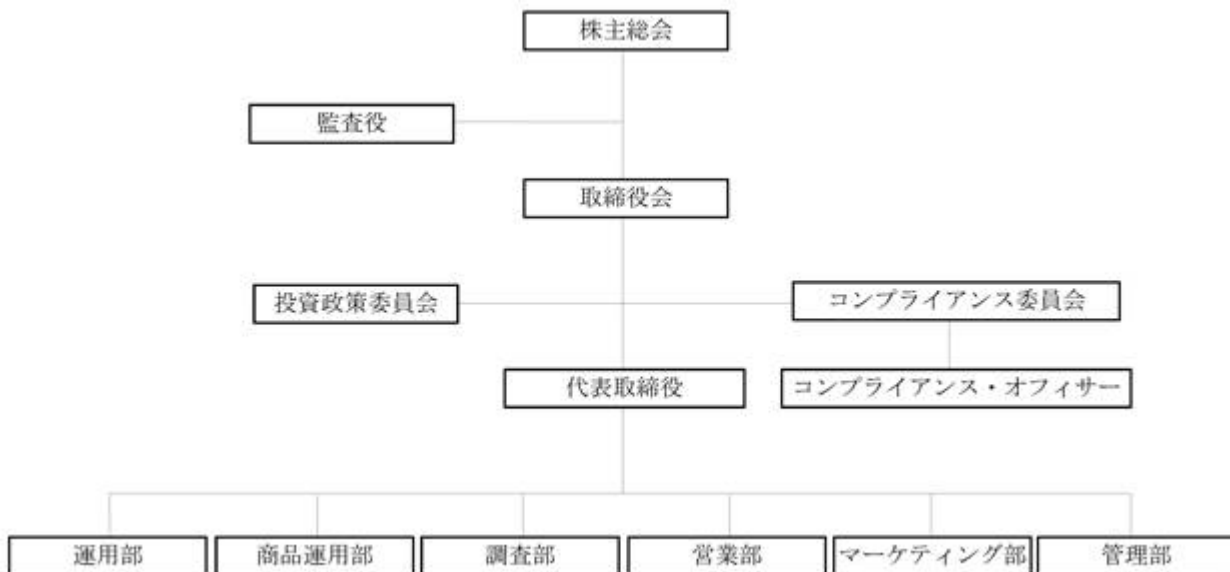 株主総会
監査役
取締役会
投資政策委員会
コンプライアンス委員会
代表取締役
コンプライアンス・オフィサー
運用部
商品運用部
調査部
営業部
マーケティング部
管理部